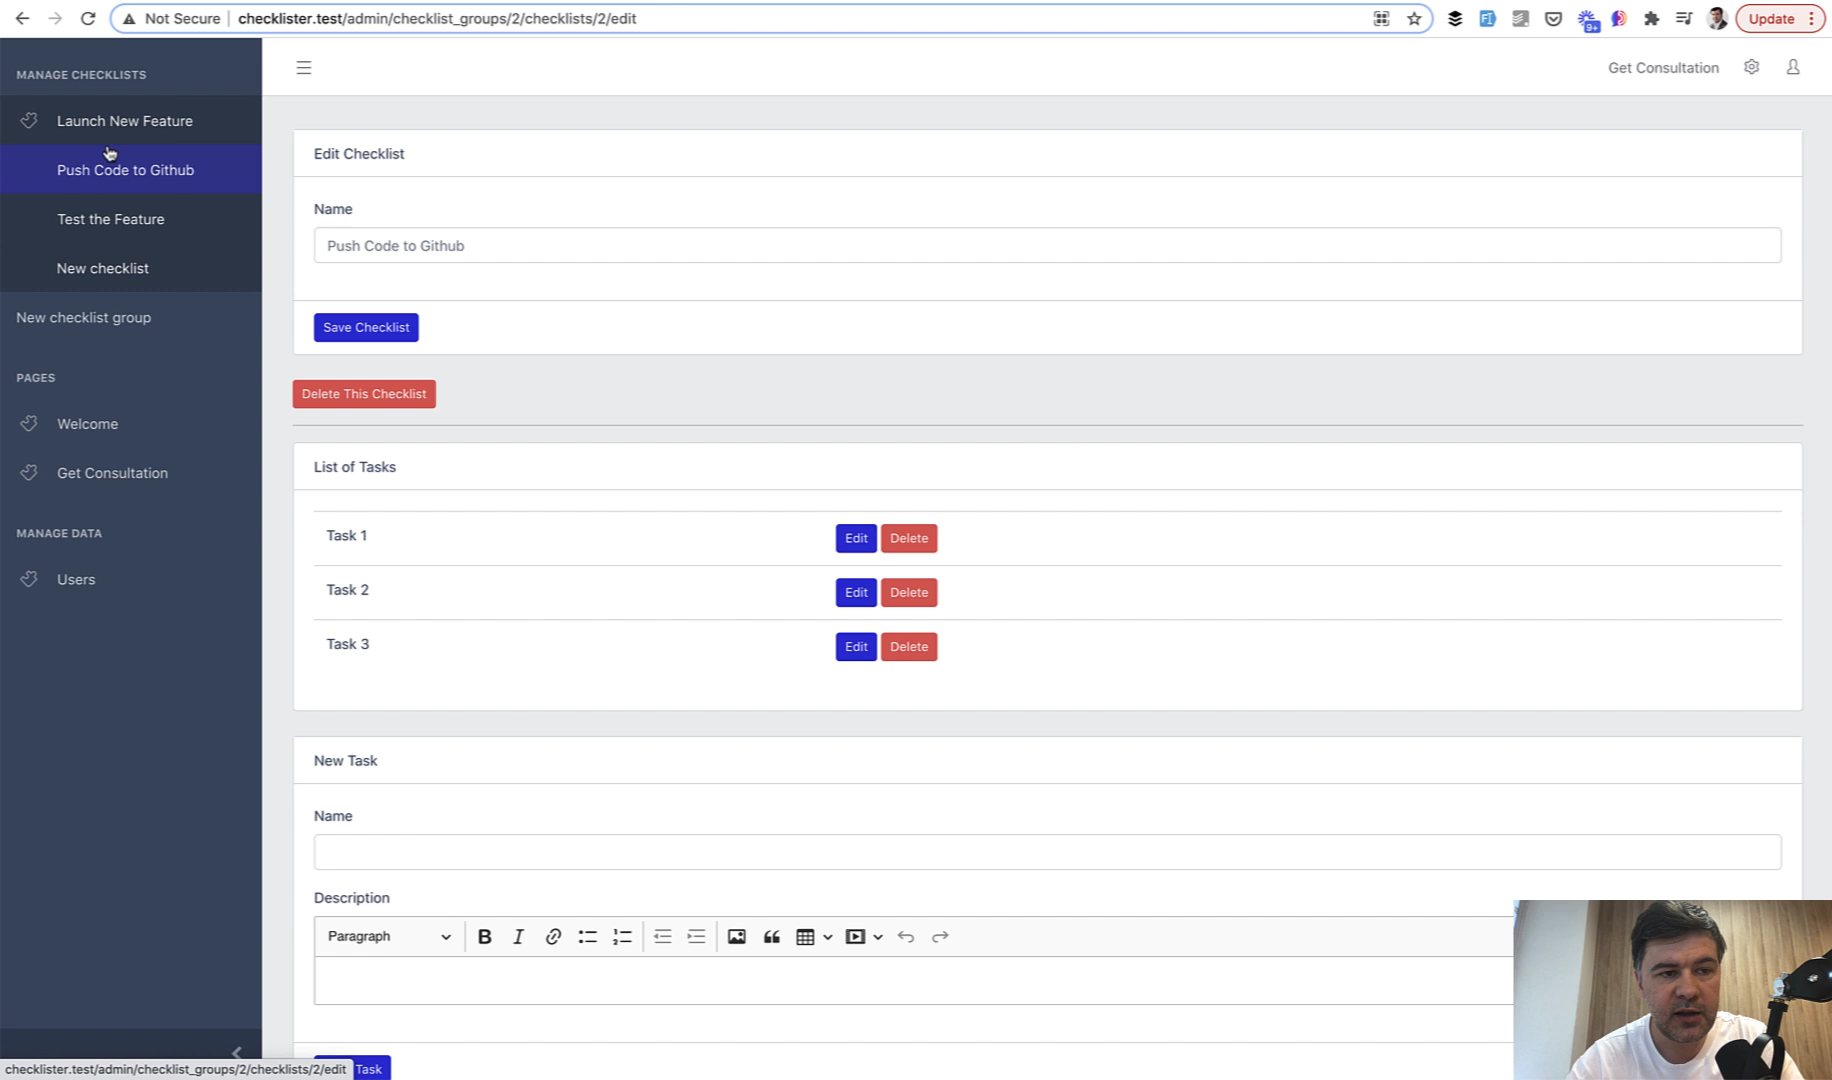 Not Secure
checklister.test/admin/checklist_groups/2/checklists/2/edit
9+
Update
MANAGE CHECKLISTS
Launch New Feature
Push Code to Github
Test the Feature
New checklist
New checklist group
PAGES
Welcome
Get Consultation
MANAGE DATA
Users
checklister.test/admin/checklist_groups/2/checklists/2/edit
Get Consultation
Edit Checklist
Name
Push Code to Github
Save Checklist
Delete This Checklist
List of Tasks
Task 1 Edit Delete
Task 2 Edit Delete
Task 3 Edit Delete
New Task
Name
Description
Paragraph B I
Task